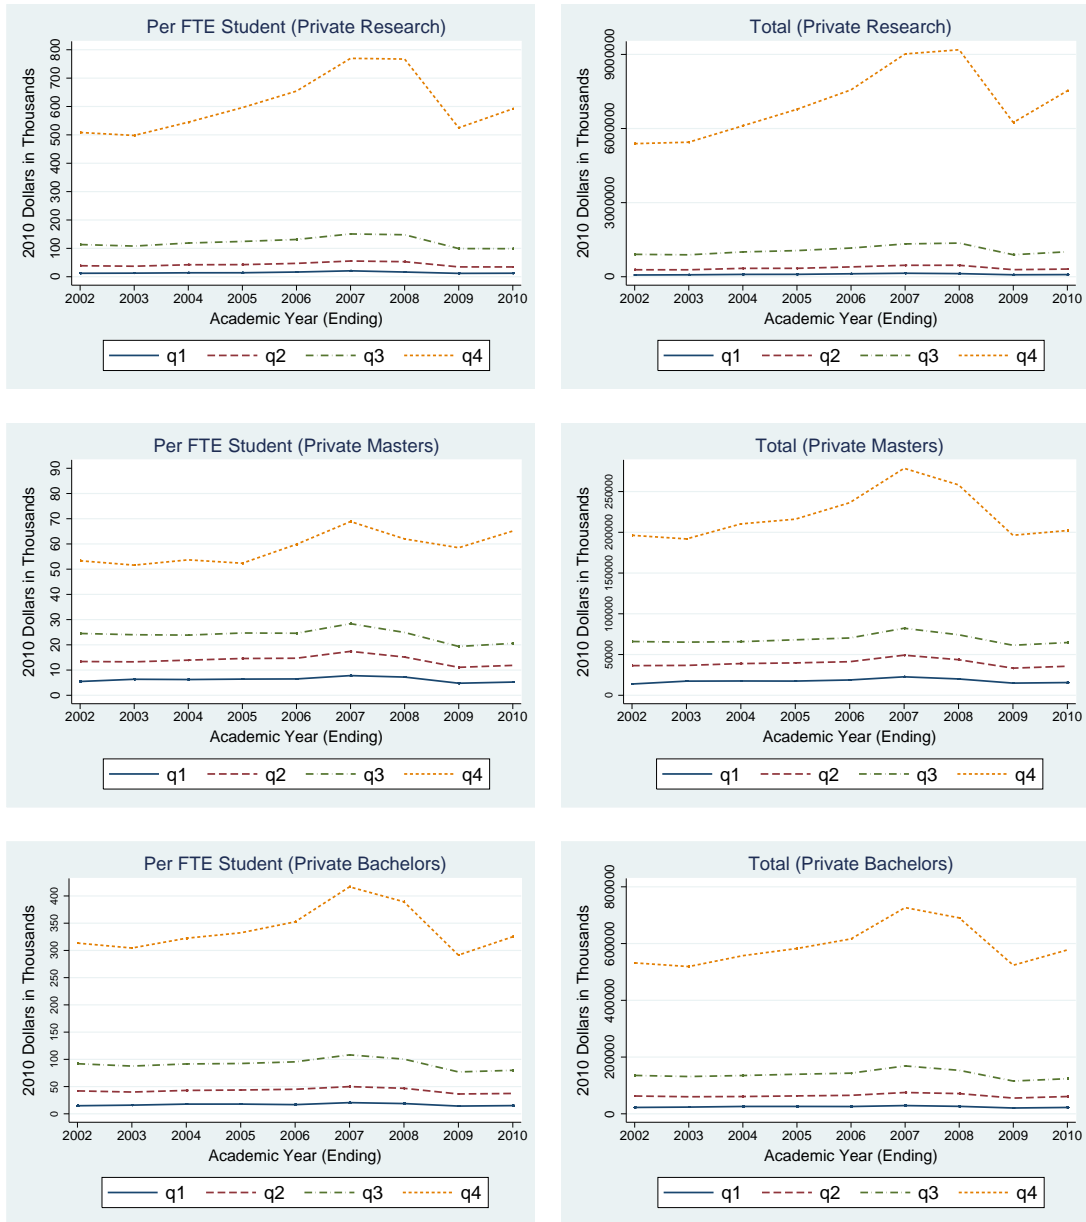 Per FTE Student (Private Research)
2010 Dollars in Thousands
0 100 200 300 400 500 600 700 800
2002 2003 2004 2005 2006 2007 2008 2009 2010
Academic Year (Ending)
q1 q2 q3 q4
Total (Private Research)
2010 Dollars in Thousands
0 3000000 6000000 9000000
2002 2003 2004 2005 2006 2007 2008 2009 2010
Academic Year (Ending)
q1 q2 q3 q4
Per FTE Student (Private Masters)
2010 Dollars in Thousands
0 10 20 30 40 50 60 70 80 90
2002 2003 2004 2005 2006 2007 2008 2009 2010
Academic Year (Ending)
q1 q2 q3 q4
Total (Private Masters)
2010 Dollars in Thousands
0 50000 100000 150000 200000 250000
2002 2003 2004 2005 2006 2007 2008 2009 2010
Academic Year (Ending)
q1 q2 q3 q4
Per FTE Student (Private Bachelors)
2010 Dollars in Thousands
0 50 100 150 200 250 300 350 400
2002 2003 2004 2005 2006 2007 2008 2009 2010
Academic Year (Ending)
q1 q2 q3 q4
Total (Private Bachelors)
2010 Dollars in Thousands
0 200000 400000 600000 800000
2002 2003 2004 2005 2006 2007 2008 2009 2010
Academic Year (Ending)
q1 q2 q3 q4